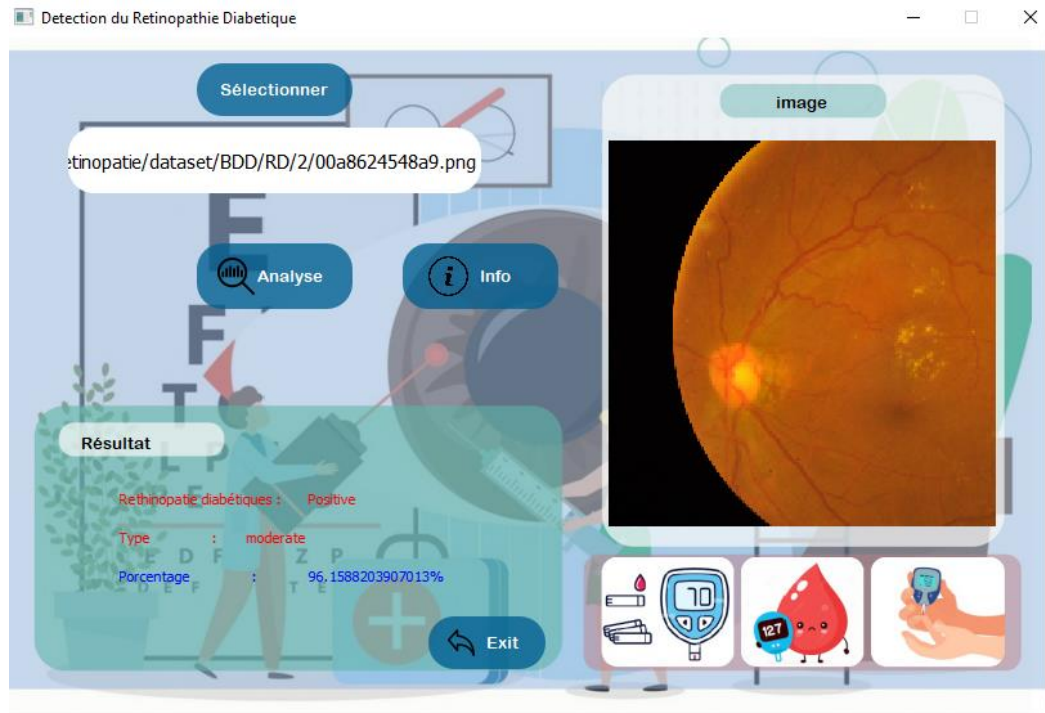 Detection du Retinopathie Diabetique
Sélectionner
image
etinopatie/dataset/BDD/RD/2/00a8624548a9.png
Analyse
Info
E
F
T
L P
Résultat
Rethinopatie diabétiques : Positive
Type : moderate
E D F Z P
Porcentage : 96,1588203907013%
D E F T E
Exit
70
127